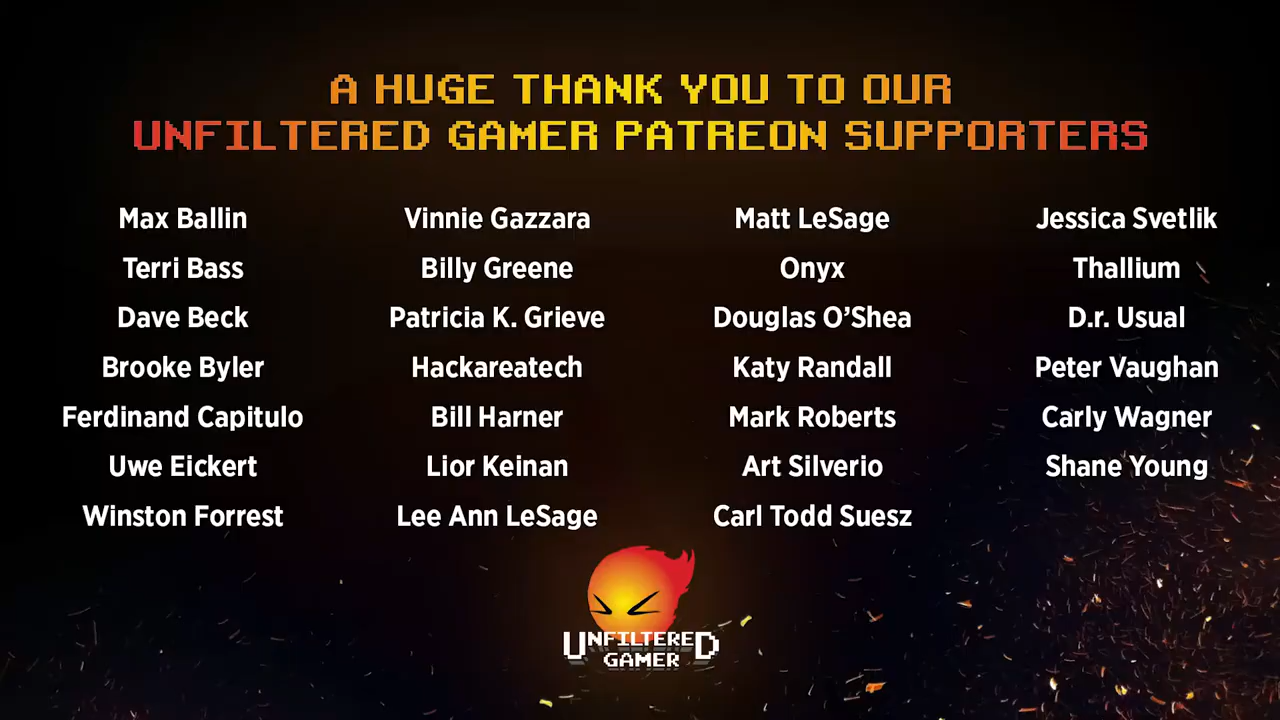 A HUGE THANK YOU TO OUR
UNFILTERED GAMER PATREON SUPPORTERS
Max Ballin
Terri Bass
Dave Beck
Brooke Byler
Ferdinand Capitulo
Uwe Eickert
Winston Forrest
Vinnie Gazzara
Billy Greene
Patricia K. Grieve
Hackareatech
Bill Harner
Lior Keinan
Lee Ann LeSage
Matt LeSage
Onyx
Douglas O’Shea
Katy Randall
Mark Roberts
Art Silverio
Carl Todd Suesz
Jessica Svetlik
Thallium
D.r. Usual
Peter Vaughan
Carly Wagner
Shane Young
UNFILTERED
GAMER